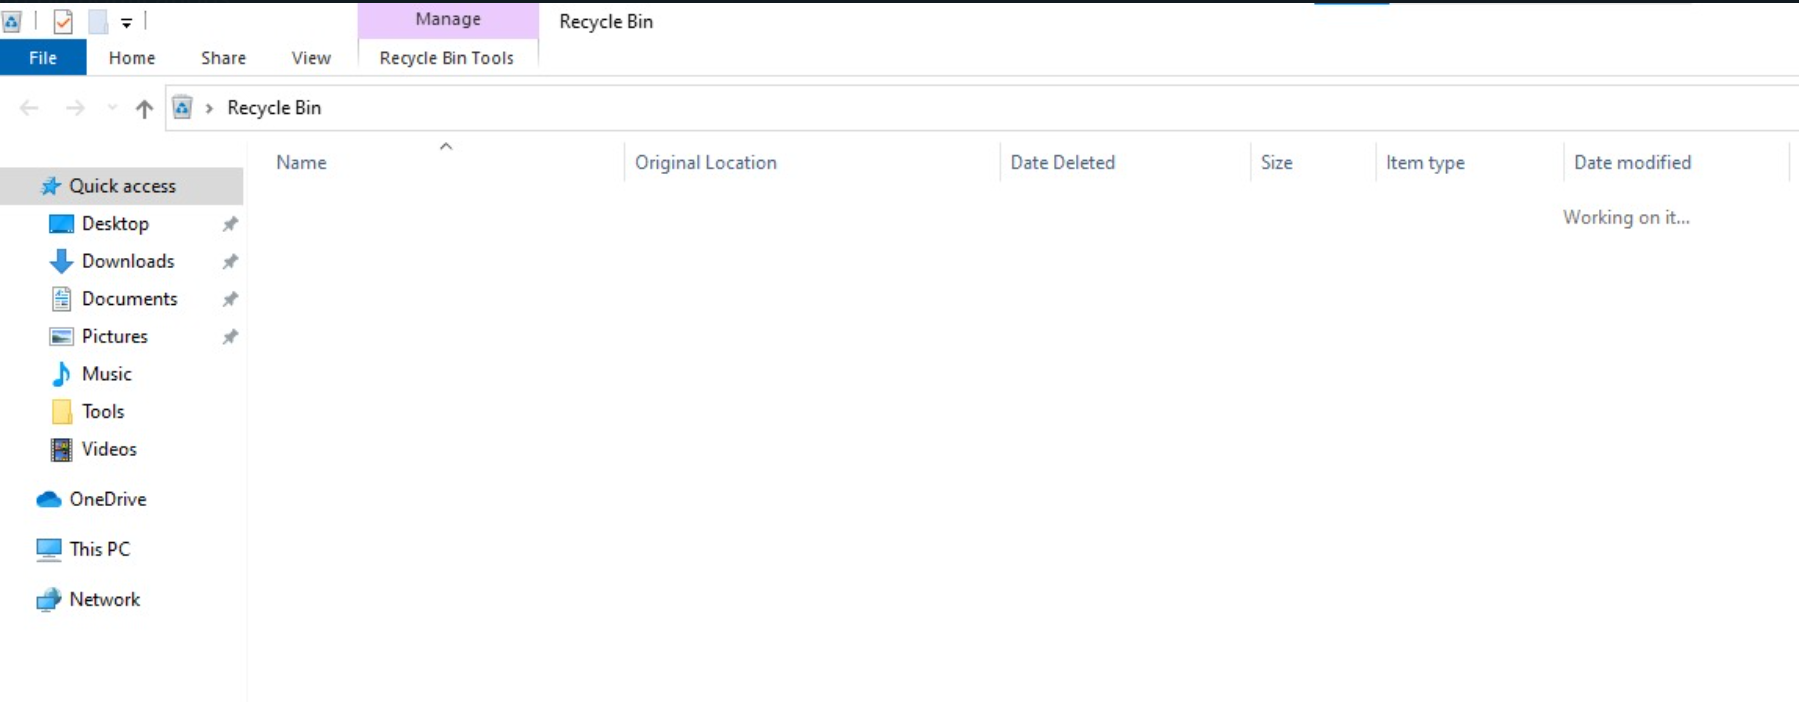 Manage Recycle Bin
File Home Share View Recycle Bin Tools
Recycle Bin
Name Original Location Date Deleted Size Item type Date modified
Working on it...
Quick access
Desktop
Downloads
Documents
Pictures
Music
Tools
Videos
OneDrive
This PC
Network